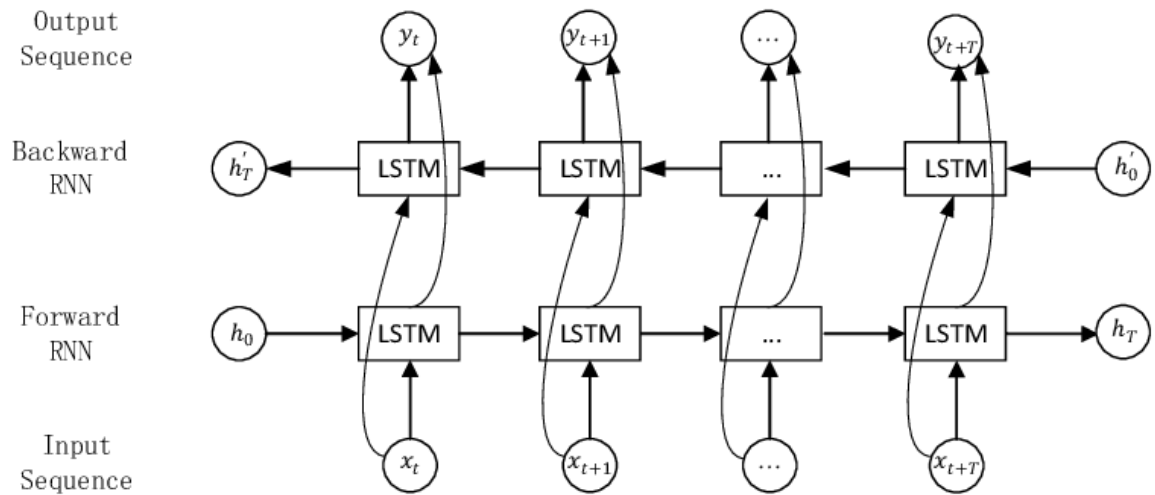 Output
Sequence
y_t y_{t+1} ... y_{t+T}
Backward
RNN
h'_T LSTM LSTM ... LSTM h'_0
Forward
RNN
h_0 LSTM LSTM ... LSTM h_T
Input
Sequence
x_t x_{t+1} ... x_{t+T}